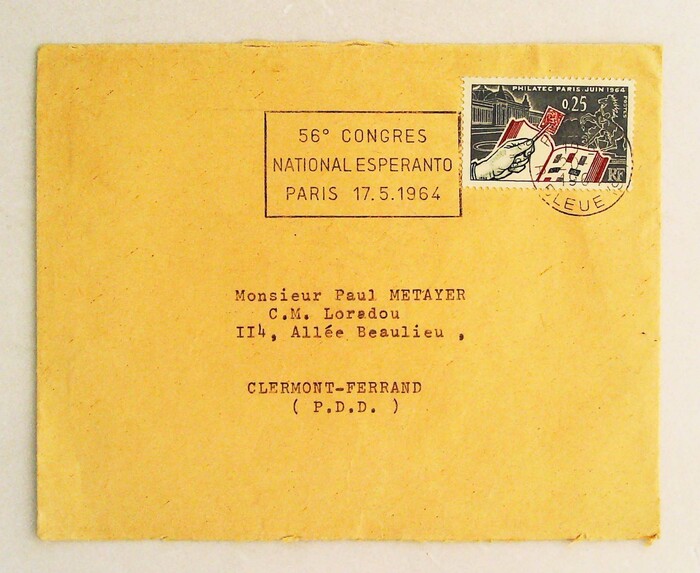 PHILATEC PARIS·JUIN 1964
0,25
POSTES
RF
56° CONGRES
NATIONAL ESPERANTO
PARIS 17.5.1964
Monsieur Paul METAYER
C.M. Loradou
II4, Allée Beaulieu ,
CLERMONT-FERRAND
( P.D.D. )